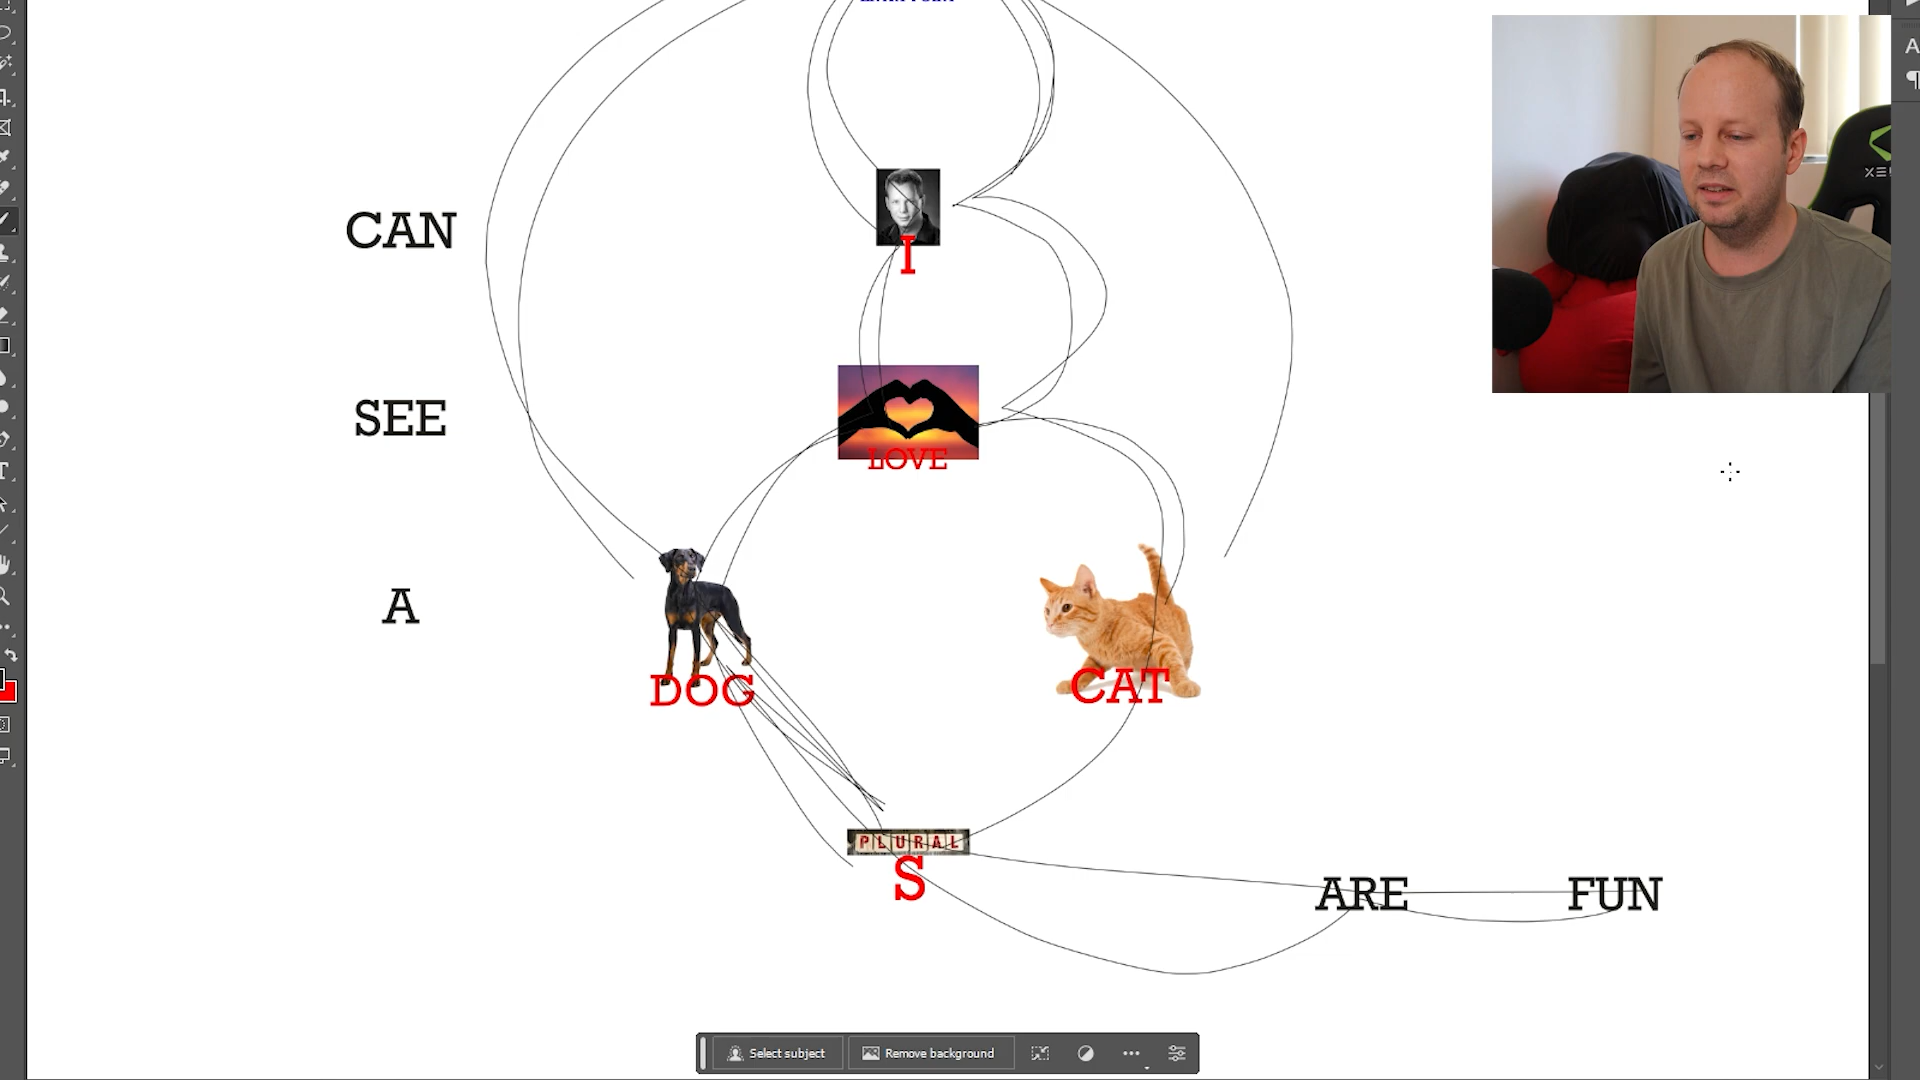 CAN
I
SEE
LOVE
A
DOG
CAT
PLURAL
S
ARE
FUN
Select subject
Remove background